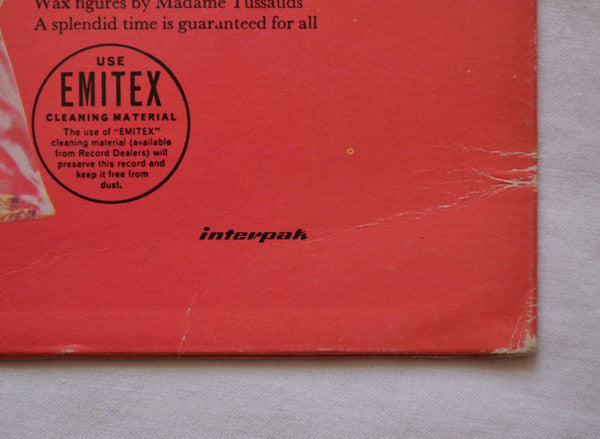 Wax figures by Madame Tussauds
A splendid time is guaranteed for all
USE
EMITEX
CLEANING MATERIAL
The use of "EMITEX"
cleaning material (available
from Record Dealers) will
preserve this record and
keep it free from
dust.
interpak